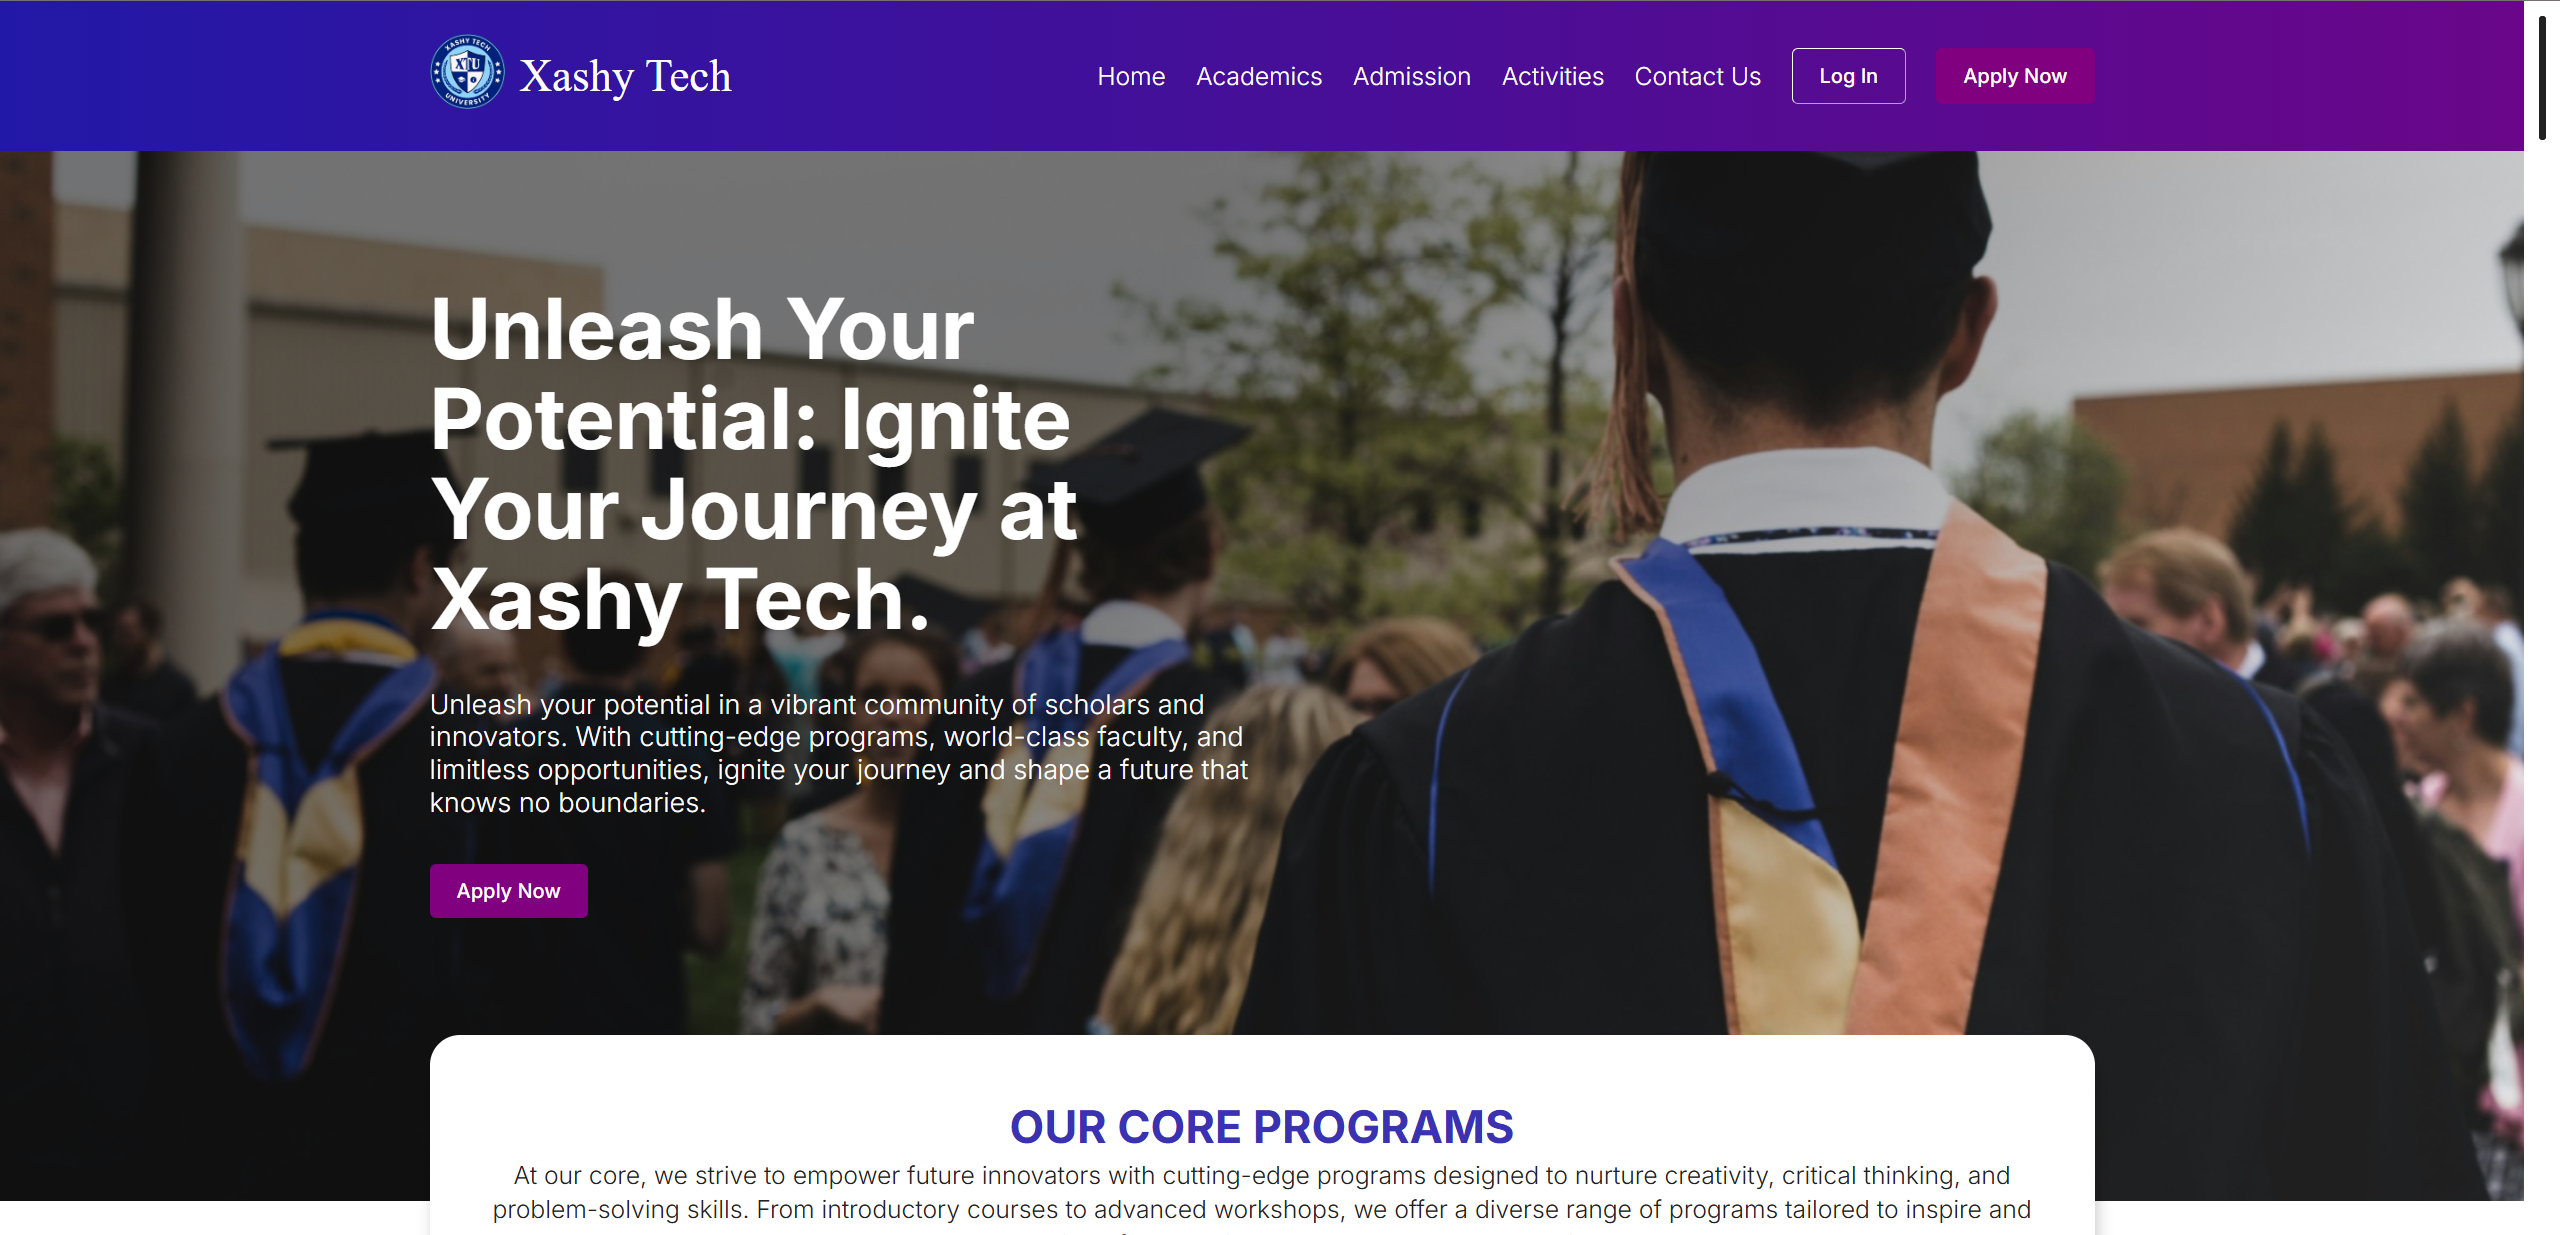 XASHY TECH
XTU
UNIVERSITY
Xashy Tech
Home
Academics
Admission
Activities
Contact Us
Log In
Apply Now
Unleash Your
Potential: Ignite
Your Journey at
Xashy Tech.
Unleash your potential in a vibrant community of scholars and
innovators. With cutting-edge programs, world-class faculty, and
limitless opportunities, ignite your journey and shape a future that
knows no boundaries.
Apply Now
OUR CORE PROGRAMS
At our core, we strive to empower future innovators with cutting-edge programs designed to nurture creativity, critical thinking, and
problem-solving skills. From introductory courses to advanced workshops, we offer a diverse range of programs tailored to inspire and